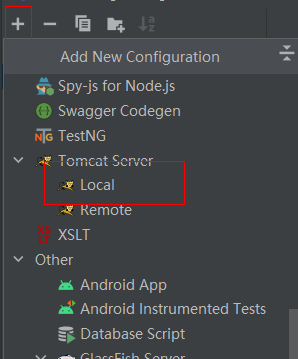 Add New Configuration
Spy-js for Node.js
Swagger Codegen
TestNG
Tomcat Server
Local
Remote
XSLT
Other
Android App
Android Instrumented Tests
Database Script
GlassFish Server